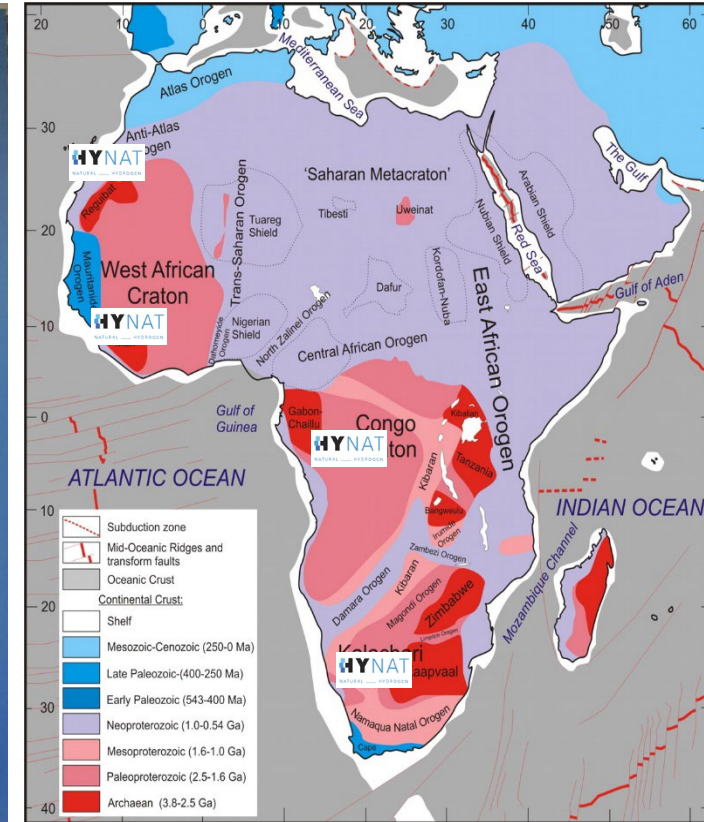 20
10
0
10
20
30
40
50
60
Mediterranean Sea
Atlas Orogen
30
Anti-Atlas
HYNAT
NATURAL HYDROGEN
Reguibat
'Saharan Metacraton'
The Gulf
Arabian Shield
Trans-Saharan Orogen
Tuareg
Shield
Tibesti
Uweinat
Nubian Shield
Red Sea
20
Mauritanide
Orogen
West African
Craton
Kordofan-Nuba
Dafur
Gulf of Aden
HYNAT
NATURAL HYDROGEN
10
Dahomeyide
Orogen
Nigerian
Shield
North Zalinei Orogen
Central African Orogen
East African Orogen
0
Gulf of
Guinea
Gabon-
Chaillu
Congo
HYNAT
NATURAL HYDROGEN
Kibalian
Kibaran
Tanzania
ATLANTIC OCEAN
INDIAN OCEAN
10
Bangweulu
Irumide
Orogen
Zambezi Orogen
Mozambique Channel
Damara Orogen
Kibaran
Magondi Orogen
Zimbabwe
Limpopo Orogen
20
HYNAT
NATURAL HYDROGEN
Namaqua Natal Orogen
30
Cape
40
Subduction zone
Mid-Oceanic Ridges and
transform faults
Oceanic Crust
Continental Crust:
Shelf
Mesozoic-Cenozoic (250-0 Ma)
Late Paleozoic-(400-250 Ma)
Early Paleozoic (543-400 Ma)
Neoproterozoic (1.0-0.54 Ga)
Mesoproterozoic (1.6-1.0 Ga)
Paleoproterozoic (2.5-1.6 Ga)
Archaean (3.8-2.5 Ga)